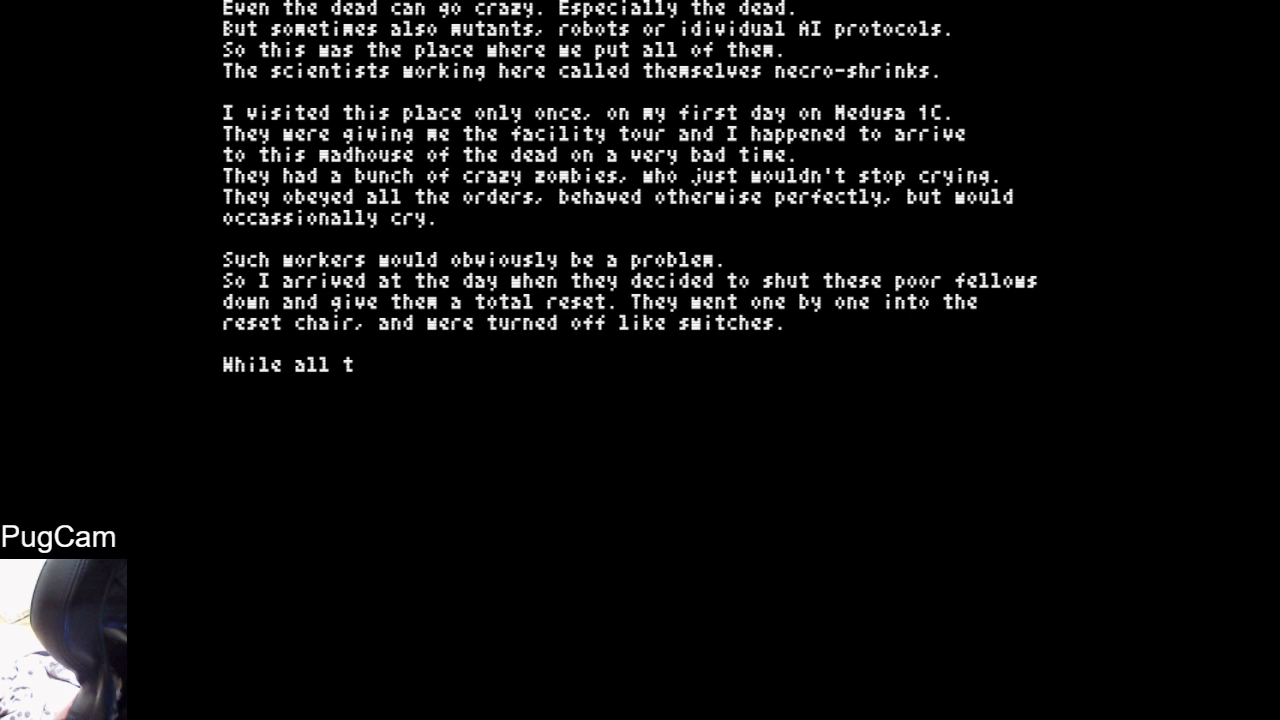 Even the dead can go crazy. Especially the dead.
But sometimes also mutants, robots or idividual AI protocols.
So this was the place where we put all of them.
The scientists working here called themselves necro-shrinks.
I visited this place only once, on my first day on Medusa 1C.
They were giving me the facility tour and I happened to arrive
to this madhouse of the dead on a very bad time.
They had a bunch of crazy zombies, who just wouldn't stop crying.
They obeyed all the orders, behaved otherwise perfectly, but would
occassionally cry.
Such workers would obviously be a problem.
So I arrived at the day when they decided to shut these poor fellows
down and give them a total reset. They went one by one into the
reset chair, and were turned off like switches.
While all t
PugCam